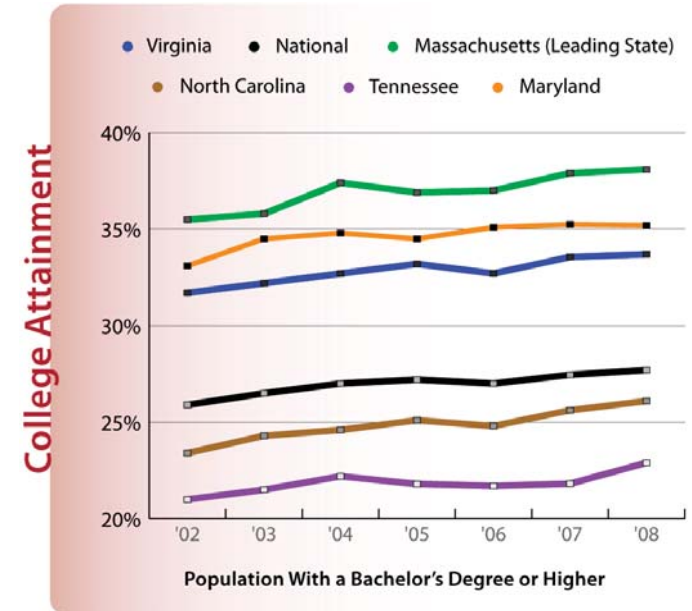 Virginia National Massachusetts (Leading State)
North Carolina Tennessee Maryland
College Attainment
40%
35%
30%
25%
20%
'02 '03 '04 '05 '06 '07 '08
Population With a Bachelor's Degree or Higher